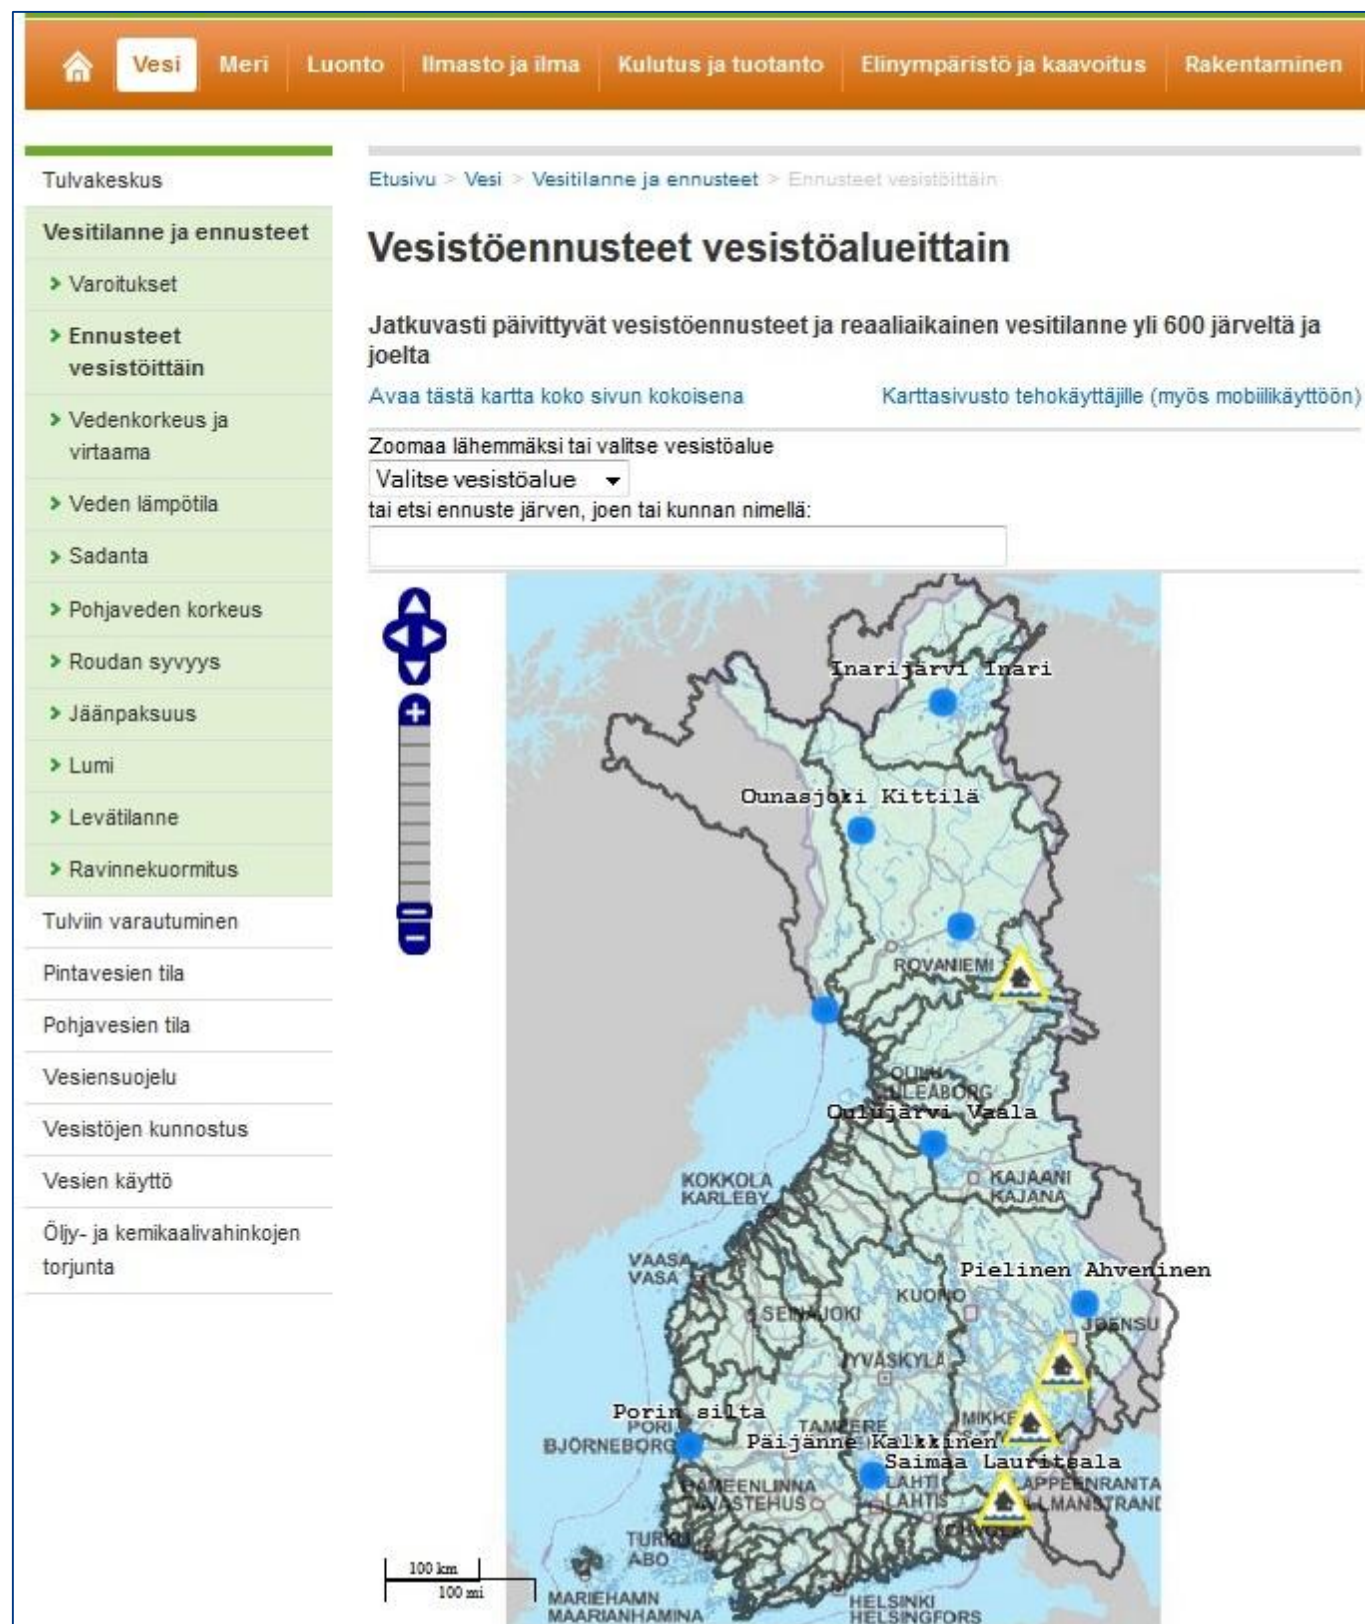 Vesi
Meri
Luonto
Ilmasto ja ilma
Kulutus ja tuotanto
Elinympäristö ja kaavoitus
Rakentaminen
Tulvakeskus
Vesitilanne ja ennusteet
Varoitukset
Ennusteet
vesistöittäin
Vedenkorkeus ja
virtaama
Veden lämpötila
Sadanta
Pohjaveden korkeus
Roudan syvyys
Jäänpaksuus
Lumi
Levätilanne
Ravinnekuormitus
Tulviin varautuminen
Pintavesien tila
Pohjavesien tila
Vesiensuojelu
Vesistöjen kunnostus
Vesien käyttö
Öljy- ja kemikaalivahinkojen
torjunta
Etusivu > Vesi > Vesitilanne ja ennusteet > Ennusteet vesistöittäin
Vesistöennusteet vesistöalueittain
Jatkuvasti päivittyvät vesistöennusteet ja reaaliaikainen vesitilanne yli 600 järveltä ja
joelta
Avaa tästä kartta koko sivun kokoisena
Karttasivusto tehokäyttäjille (myös mobiilikäyttöön)
Zoomaa lähemmäksi tai valitse vesistöalue
Valitse vesistöalue
tai etsi ennuste järven, joen tai kunnan nimellä:
Inarijärvi Inari
Ounasjoki Kittilä
ROVANIEMI
OULU
ULEABORG
Oulujärvi Vaala
KOKKOLA
KARLEBY
KAJAANI
KAJANA
VAASA
VASA
Pielinen Ahveninen
KUOPIO
SEINÄJOKI
JOENSU
JYVÄSKYLÄ
Porin silta
PORI
BJÖRNEBORG
TAMPERE
MIKKE
Päijänne Kalkkinen
Saimaa Lauritsala
HÄMEENLINNA
TAVASTEHUS
LAHTI
LAHTIS
LAPPEENRANTA
TURKU
ÅBO
100 km
100 mi
MARIEHAMN
MAARIANHAMINA
HELSINKI
HELSINGFORS